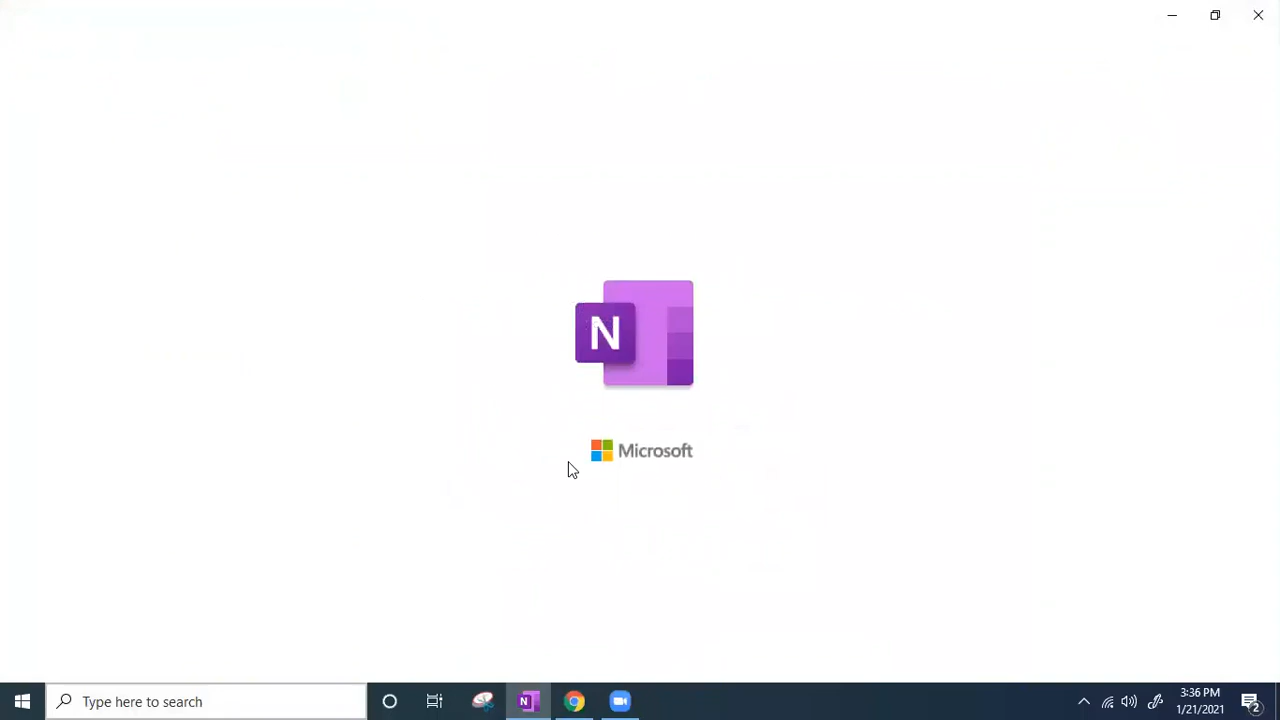 N
Microsoft
Type here to search
N
3:36 PM
1/21/2021
2